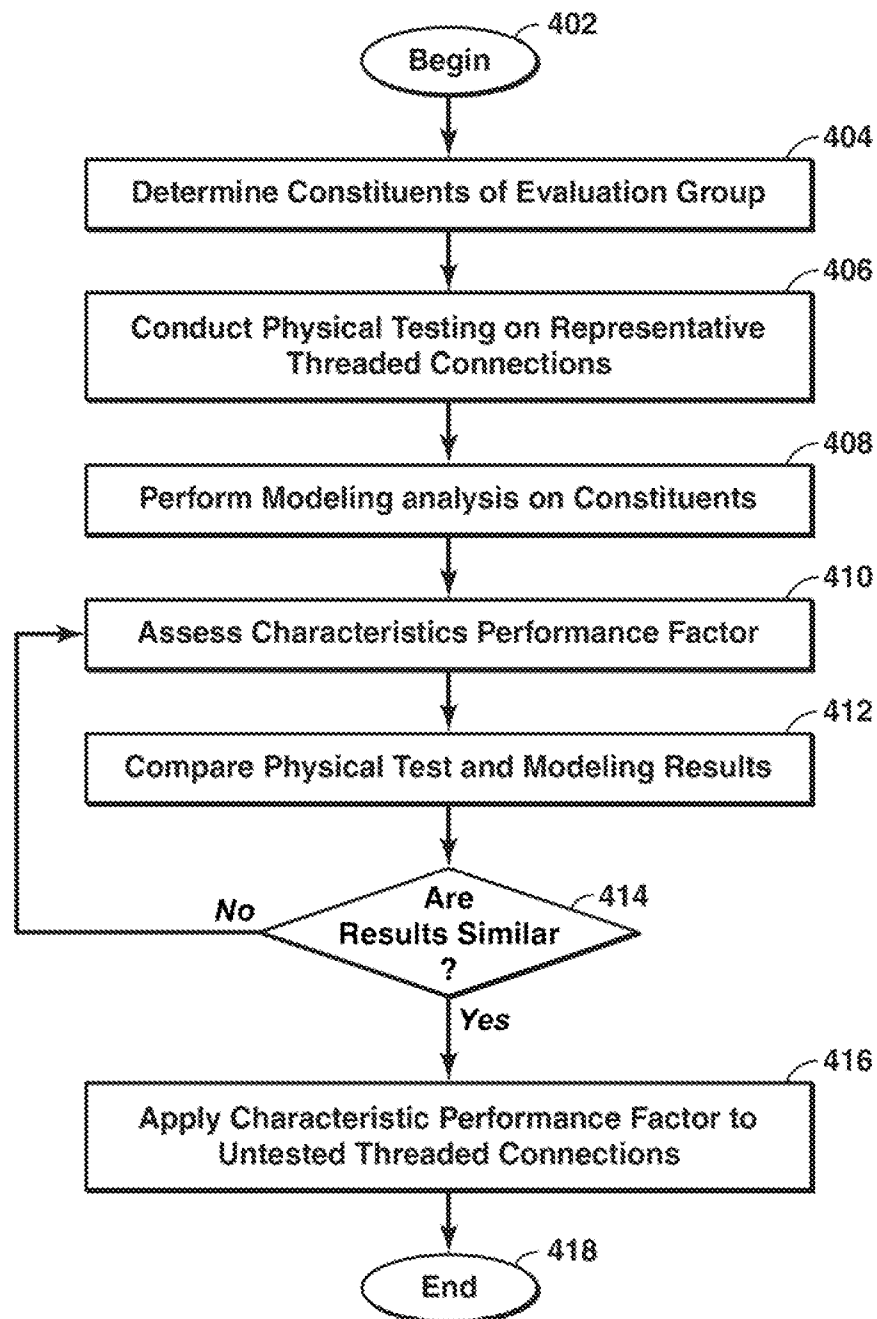 402
Begin
404
Determine Constituents of Evaluation Group
406
Conduct Physical Testing on Representative
Threaded Connections
408
Perform Modeling analysis on Constituents
410
Assess Characteristics Performance Factor
412
Compare Physical Test and Modeling Results
414
Are
Results Similar
?
No
Yes
416
Apply Characteristic Performance Factor to
Untested Threaded Connections
418
End